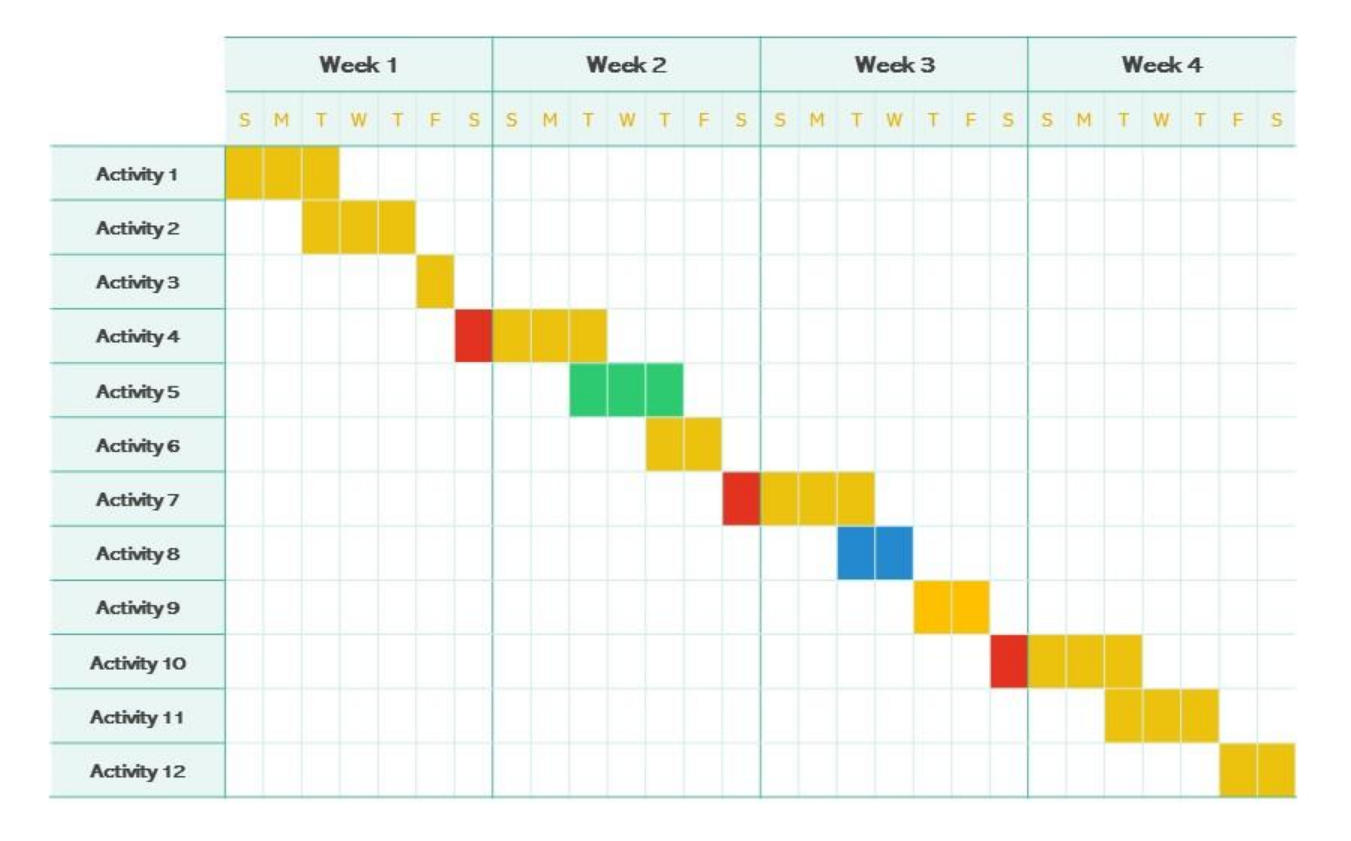 Week 1 Week 2 Week 3 Week 4
S M T W T F S S M T W T F S S M T W T F S S M T W T F S
Activity 1
Activity 2
Activity 3
Activity 4
Activity 5
Activity 6
Activity 7
Activity 8
Activity 9
Activity 10
Activity 11
Activity 12